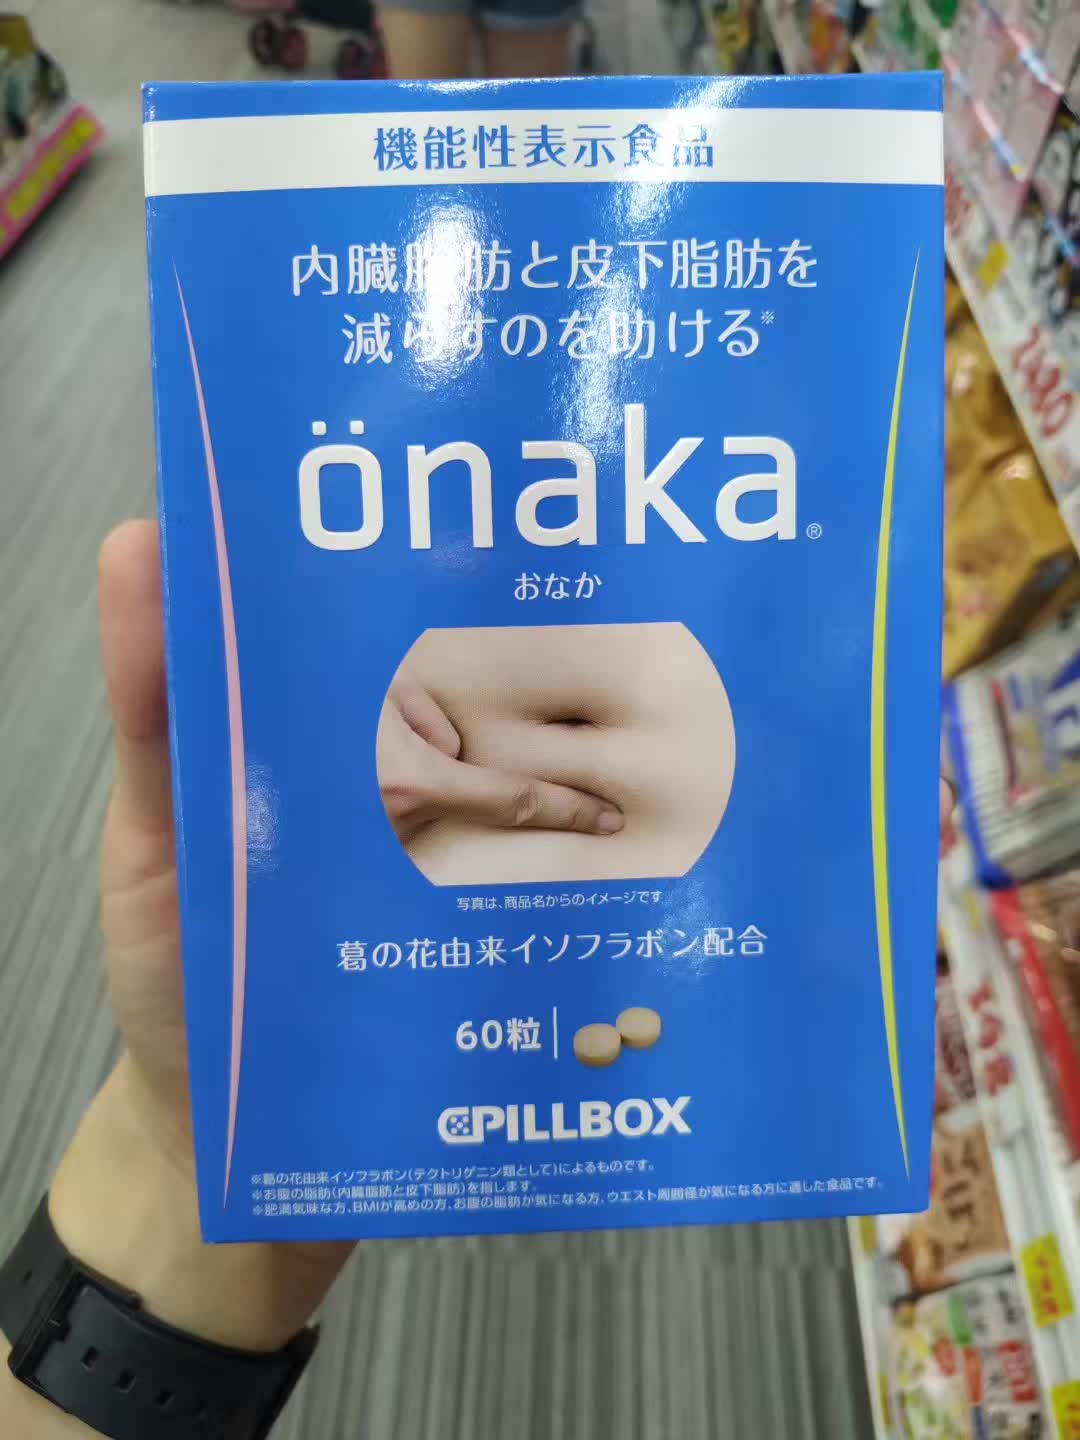 機能性表示食品
内臓脂肪と皮下脂肪を
減らすのを助ける※
önaka®
おなか
写真は、商品名からのイメージです
葛の花由来イソフラボン配合
60粒
PILLBOX
※葛の花由来イソフラボン(テクトリゲニン類として)によるものです。
※お腹の脂肪(内臓脂肪と皮下脂肪)を指します。
※肥満気味な方、BMIが高めの方、お腹の脂肪が気になる方、ウエスト周囲径が気になる方に適した食品です。